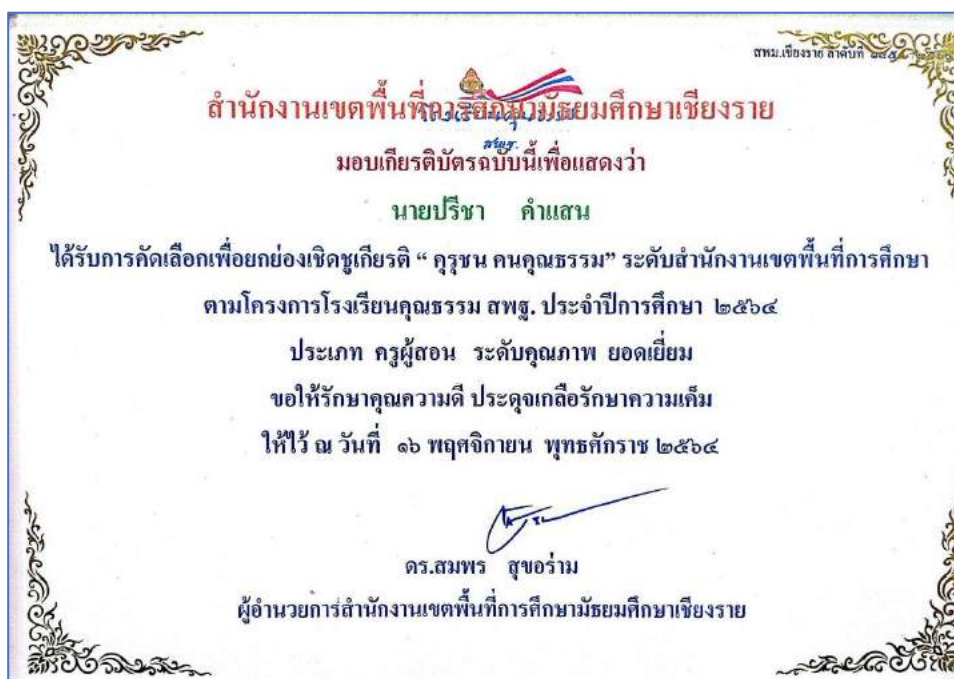 สพม.เชียงราย ลำดับที่
สำนักงานเขตพื้นที่การศึกษามัธยมศึกษาเชียงราย
โรงเรียนคุณธรรม
สพฐ.
มอบเกียรติบัตรฉบับนี้เพื่อแสดงว่า
นายปรีชา คำแสน
ได้รับการคัดเลือกเพื่อยกย่องเชิดชูเกียรติ “ คุรุชน คนคุณธรรม” ระดับสำนักงานเขตพื้นที่การศึกษา
ตามโครงการโรงเรียนคุณธรรม สพฐ. ประจำปีการศึกษา ๒๕๖๔
ประเภท ครูผู้สอน ระดับคุณภาพ ยอดเยี่ยม
ขอให้รักษาคุณความดี ประดุจเกลือรักษาความเค็ม
ให้ไว้ ณ วันที่ ๑๖ พฤศจิกายน พุทธศักราช ๒๕๖๔
ดร.สมพร สุขอร่าม
ผู้อำนวยการสำนักงานเขตพื้นที่การศึกษามัธยมศึกษาเชียงราย